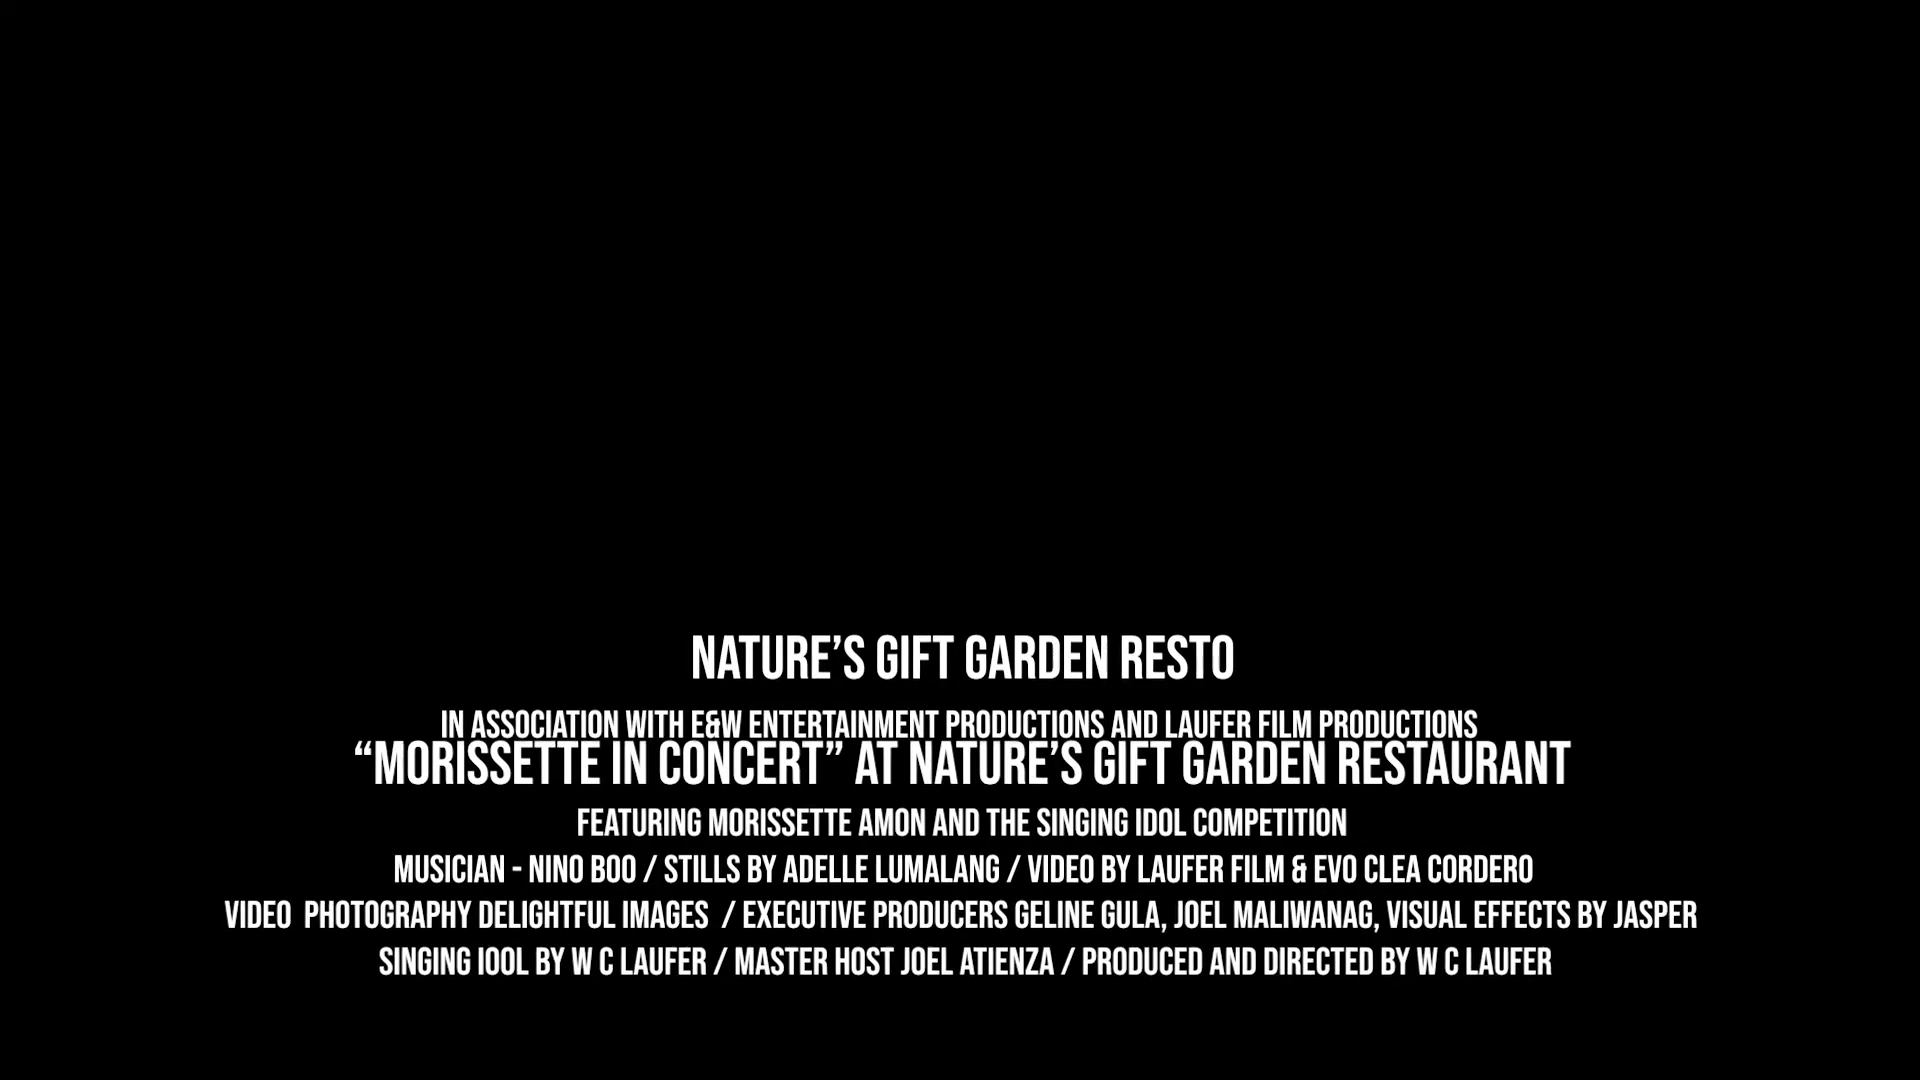 NATURE’S GIFT GARDEN RESTO
IN ASSOCIATION WITH E&W ENTERTAINMENT PRODUCTIONS AND LAUFER FILM PRODUCTIONS
“MORISSETTE IN CONCERT” AT NATURE’S GIFT GARDEN RESTAURANT
FEATURING MORISSETTE AMON AND THE SINGING IDOL COMPETITION
MUSICIAN - NINO BOO / STILLS BY ADELLE LUMALANG / VIDEO BY LAUFER FILM & EVO CLEA CORDERO
VIDEO PHOTOGRAPHY DELIGHTFUL IMAGES / EXECUTIVE PRODUCERS GELINE GULA, JOEL MALIWANAG, VISUAL EFFECTS BY JASPER
SINGING IOOL BY W C LAUFER / MASTER HOST JOEL ATIENZA / PRODUCED AND DIRECTED BY W C LAUFER